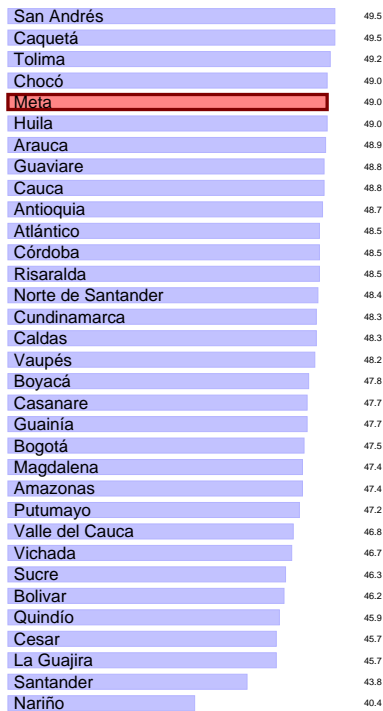 San Andrés 49.5
Caquetá 49.5
Tolima 49.2
Chocó 49.0
Meta 49.0
Huila 49.0
Arauca 48.9
Guaviare 48.8
Cauca 48.8
Antioquia 48.7
Atlántico 48.5
Córdoba 48.5
Risaralda 48.5
Norte de Santander 48.4
Cundinamarca 48.3
Caldas 48.3
Vaupés 48.2
Boyacá 47.8
Casanare 47.7
Guainía 47.7
Bogotá 47.5
Magdalena 47.4
Amazonas 47.4
Putumayo 47.2
Valle del Cauca 46.8
Vichada 46.7
Sucre 46.3
Bolivar 46.2
Quindío 45.9
Cesar 45.7
La Guajira 45.7
Santander 43.8
Nariño 40.4